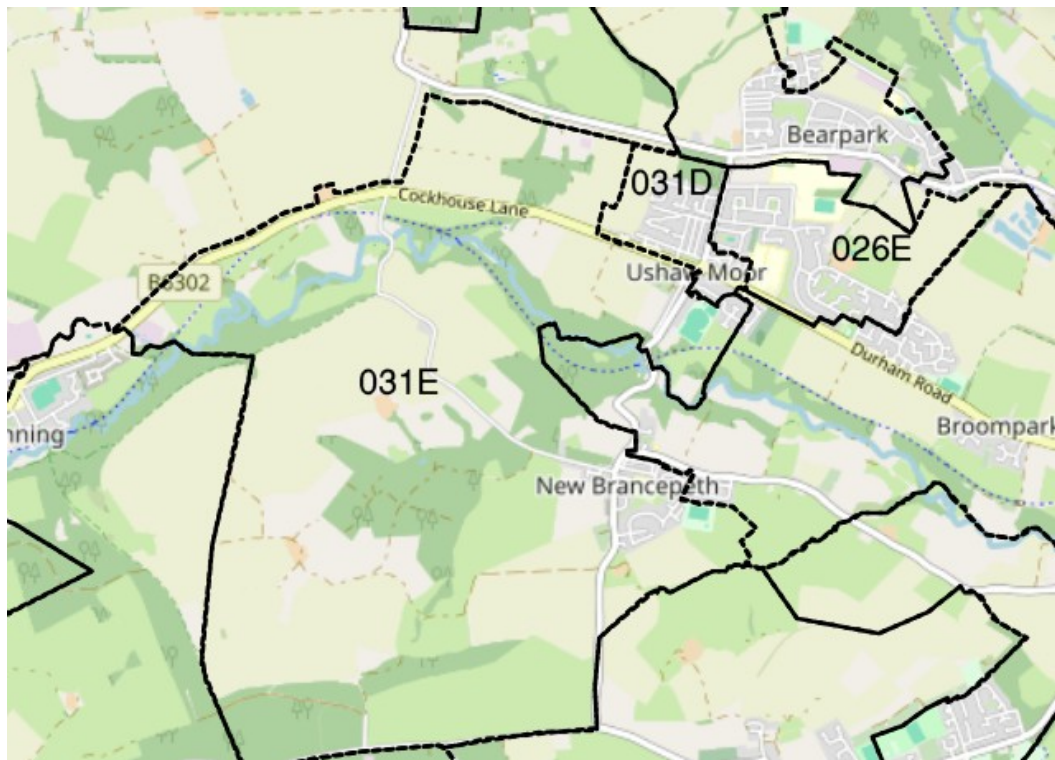 Bearpark
031D
Cockhouse Lane
026E
Ushaw Moor
B6302
Durham Road
031E
Broompark
nning
New Brancepeth